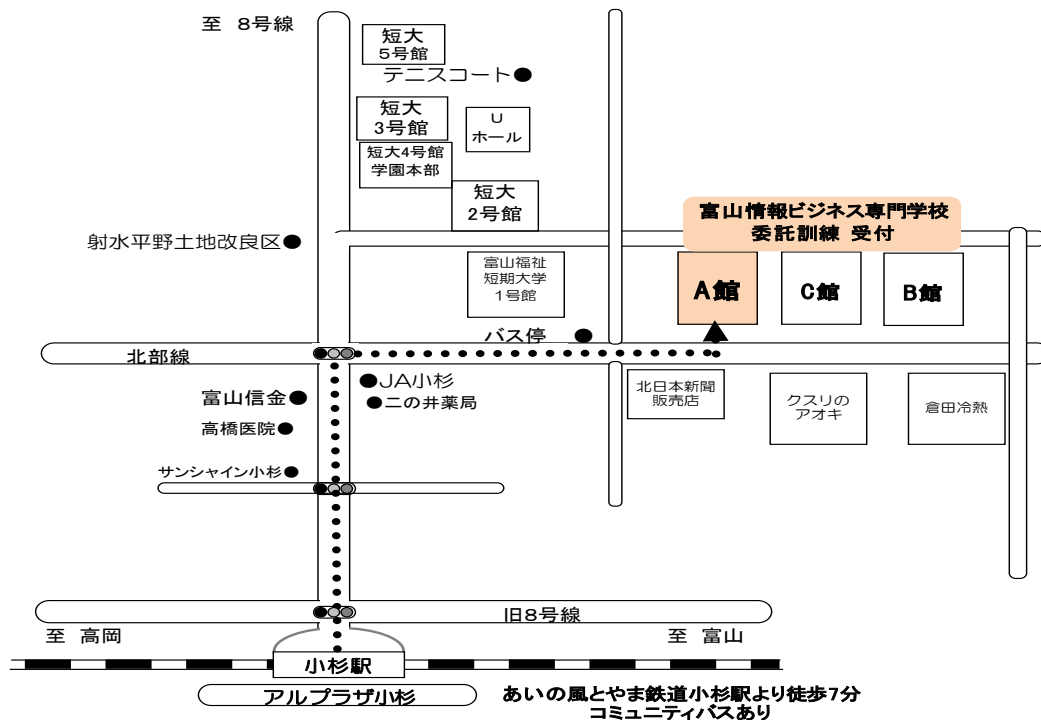 至 8号線
短大
5号館
テニスコート
短大
3号館
U
ホール
短大4号館
学園本部
短大
2号館
富山情報ビジネス専門学校
委託訓練 受付
射水平野土地改良区
富山福祉
短期大学
1号館
A館
C館
B館
バス停
北部線
JA小杉
富山信金
二の井薬局
北日本新聞
販売店
クスリの
アオキ
倉田冷熱
高橋医院
サンシャイン小杉
旧8号線
至 高岡
至 富山
小杉駅
アルプラザ小杉
あいの風とやま鉄道小杉駅より徒歩7分
コミュニティバスあり